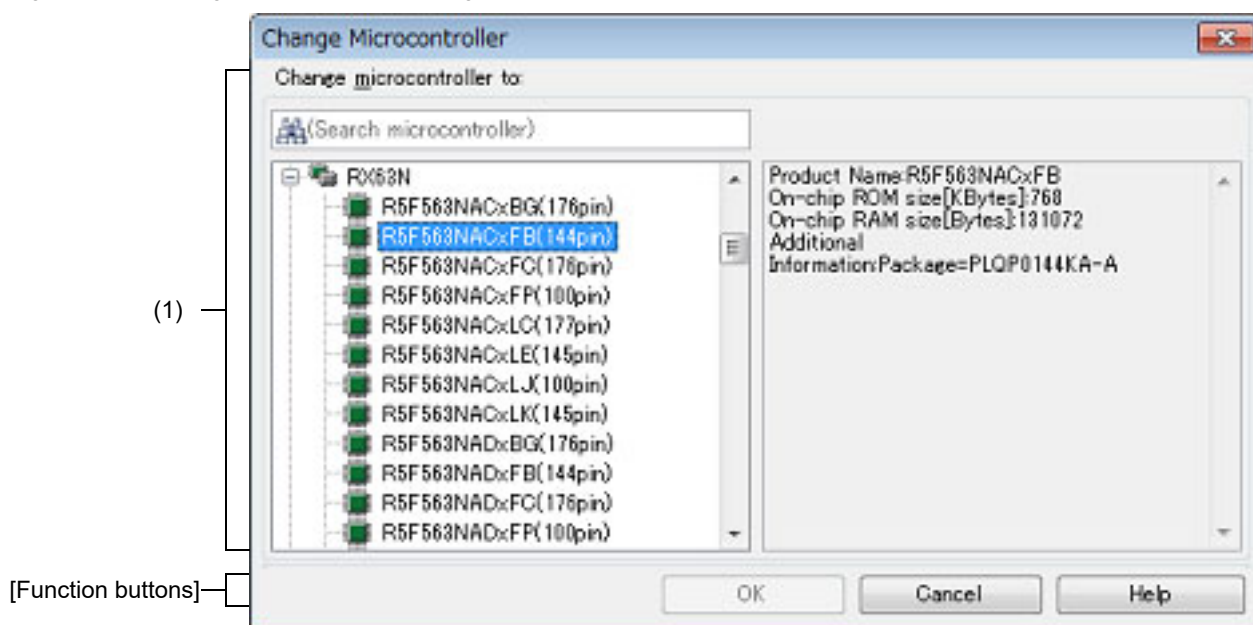 Change Microcontroller
Change microcontroller to:
(Search microcontroller)
RX63N
R5F563NACxBG(176pin)
R5F563NACxFB(144pin)
R5F563NACxFC(176pin)
R5F563NACxFP(100pin)
R5F563NACxLC(177pin)
R5F563NACxLE(145pin)
R5F563NACxLJ(100pin)
R5F563NACxLK(145pin)
R5F563NADxBG(176pin)
R5F563NADxFB(144pin)
R5F563NADxFC(176pin)
R5F563NADxFP(100pin)
Product Name:R5F563NACxFB
On-chip ROM size[KBytes]:768
On-chip RAM size[Bytes]:131072
Additional
Information:Package=PLQP0144KA-A
(1)
[Function buttons]
OK
Cancel
Help